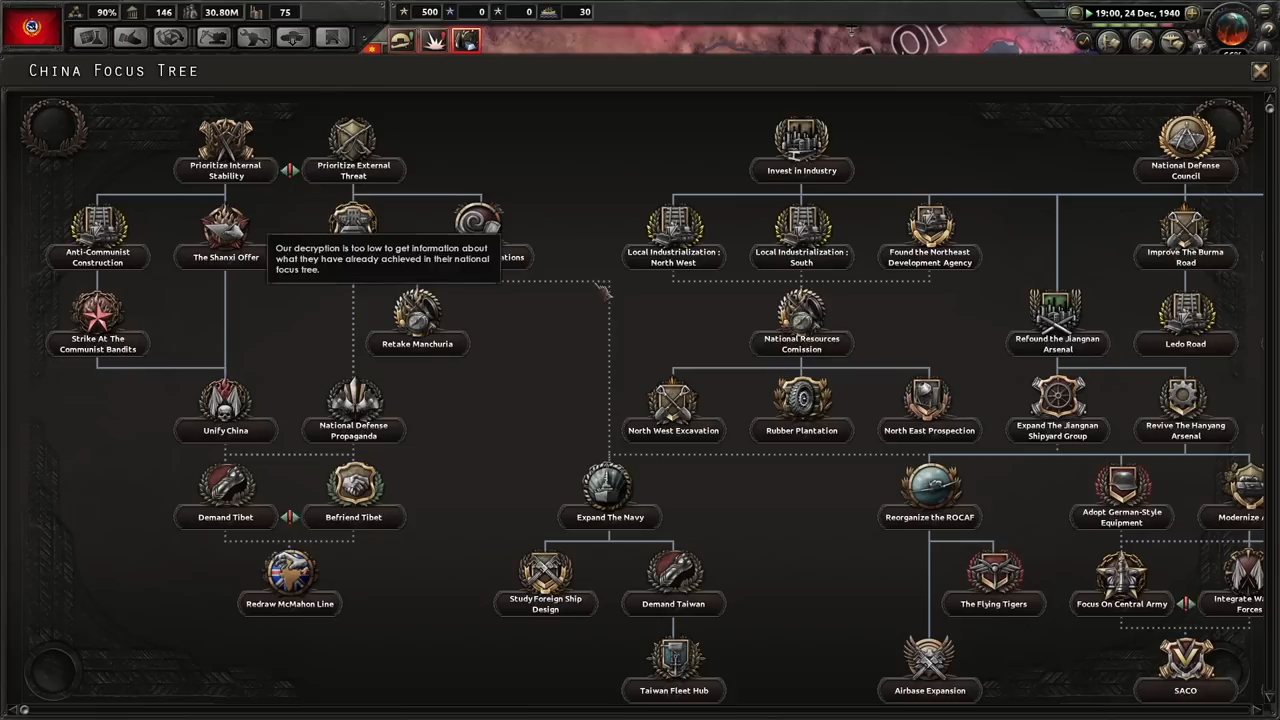 90%
146
30.80M
75
500
0
0
30
19:00, 24 Dec, 1940
CHINA FOCUS TREE
Prioritize Internal
Stability
Prioritize External
Threat
Invest in Industry
National Defense
Council
Anti-Communist
Construction
The Shanxi Offer
Our decryption is too low to get information about
what they have already achieved in their national
focus tree.
Local Industrialization :
North West
Local Industrialization :
South
Found the Northeast
Development Agency
Improve The Burma
Road
Strike At The
Communist Bandits
Retake Manchuria
National Resources
Comission
Refound the Jiangnan
Arsenal
Ledo Road
Unify China
National Defense
Propaganda
North West Excavation
Rubber Plantation
North East Prospection
Expand The Jiangnan
Shipyard Group
Revive The Hanyang
Arsenal
Demand Tibet
Befriend Tibet
Expand The Navy
Reorganize the ROCAF
Adopt German-Style
Equipment
Redraw McMahon Line
Study Foreign Ship
Design
Demand Taiwan
The Flying Tigers
Focus On Central Army
Forces
Taiwan Fleet Hub
Airbase Expansion
SACO